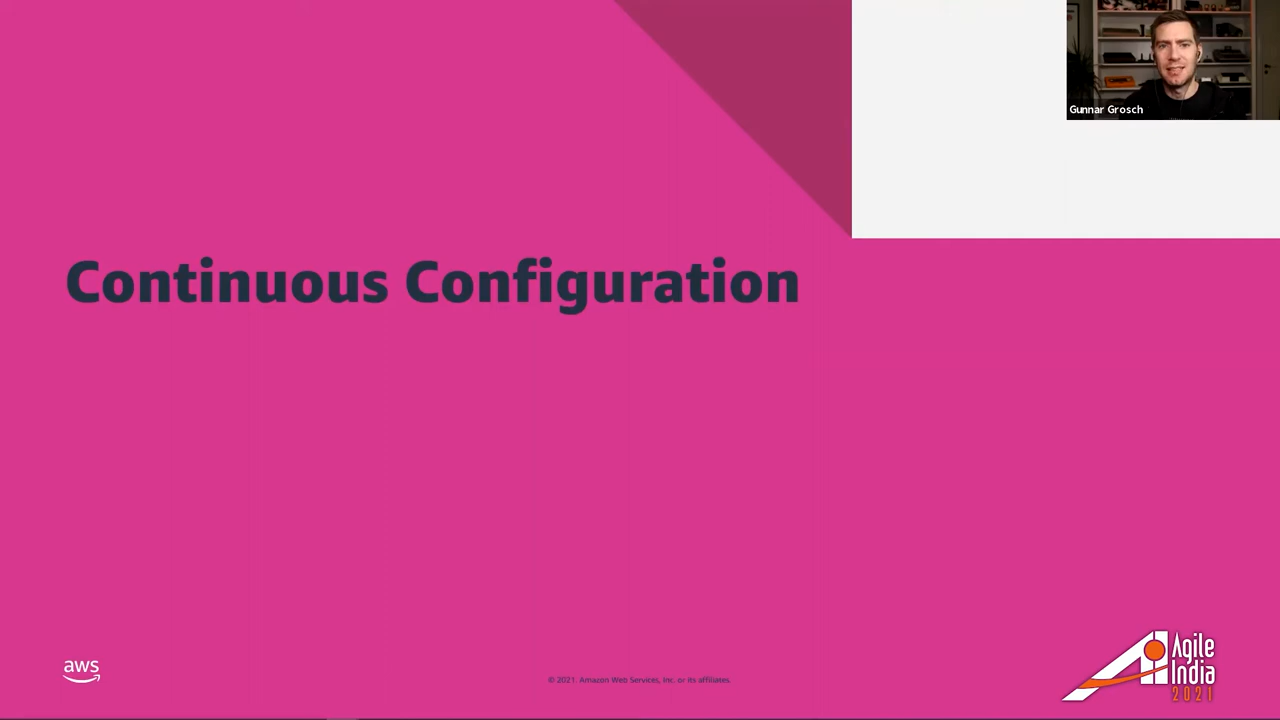 Gunnar Grosch
Continuous Configuration
aws
© 2021 Amazon Web Services, Inc. or its affiliates.
Agile
India
2021